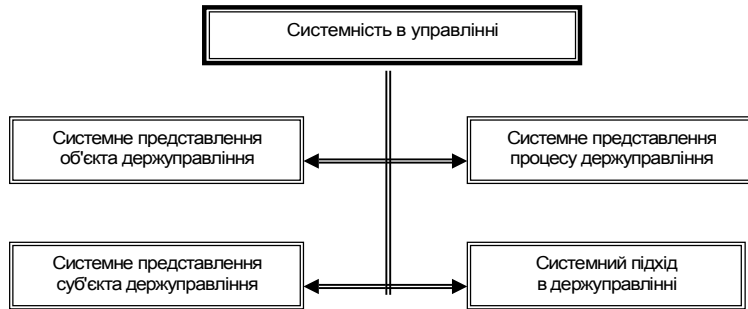 Системність в управлінні
Системне представлення
об'єкта держуправління
Системне представлення
процесу держуправління
Системне представлення
суб'єкта держуправління
Системний підхід
в держуправлінні